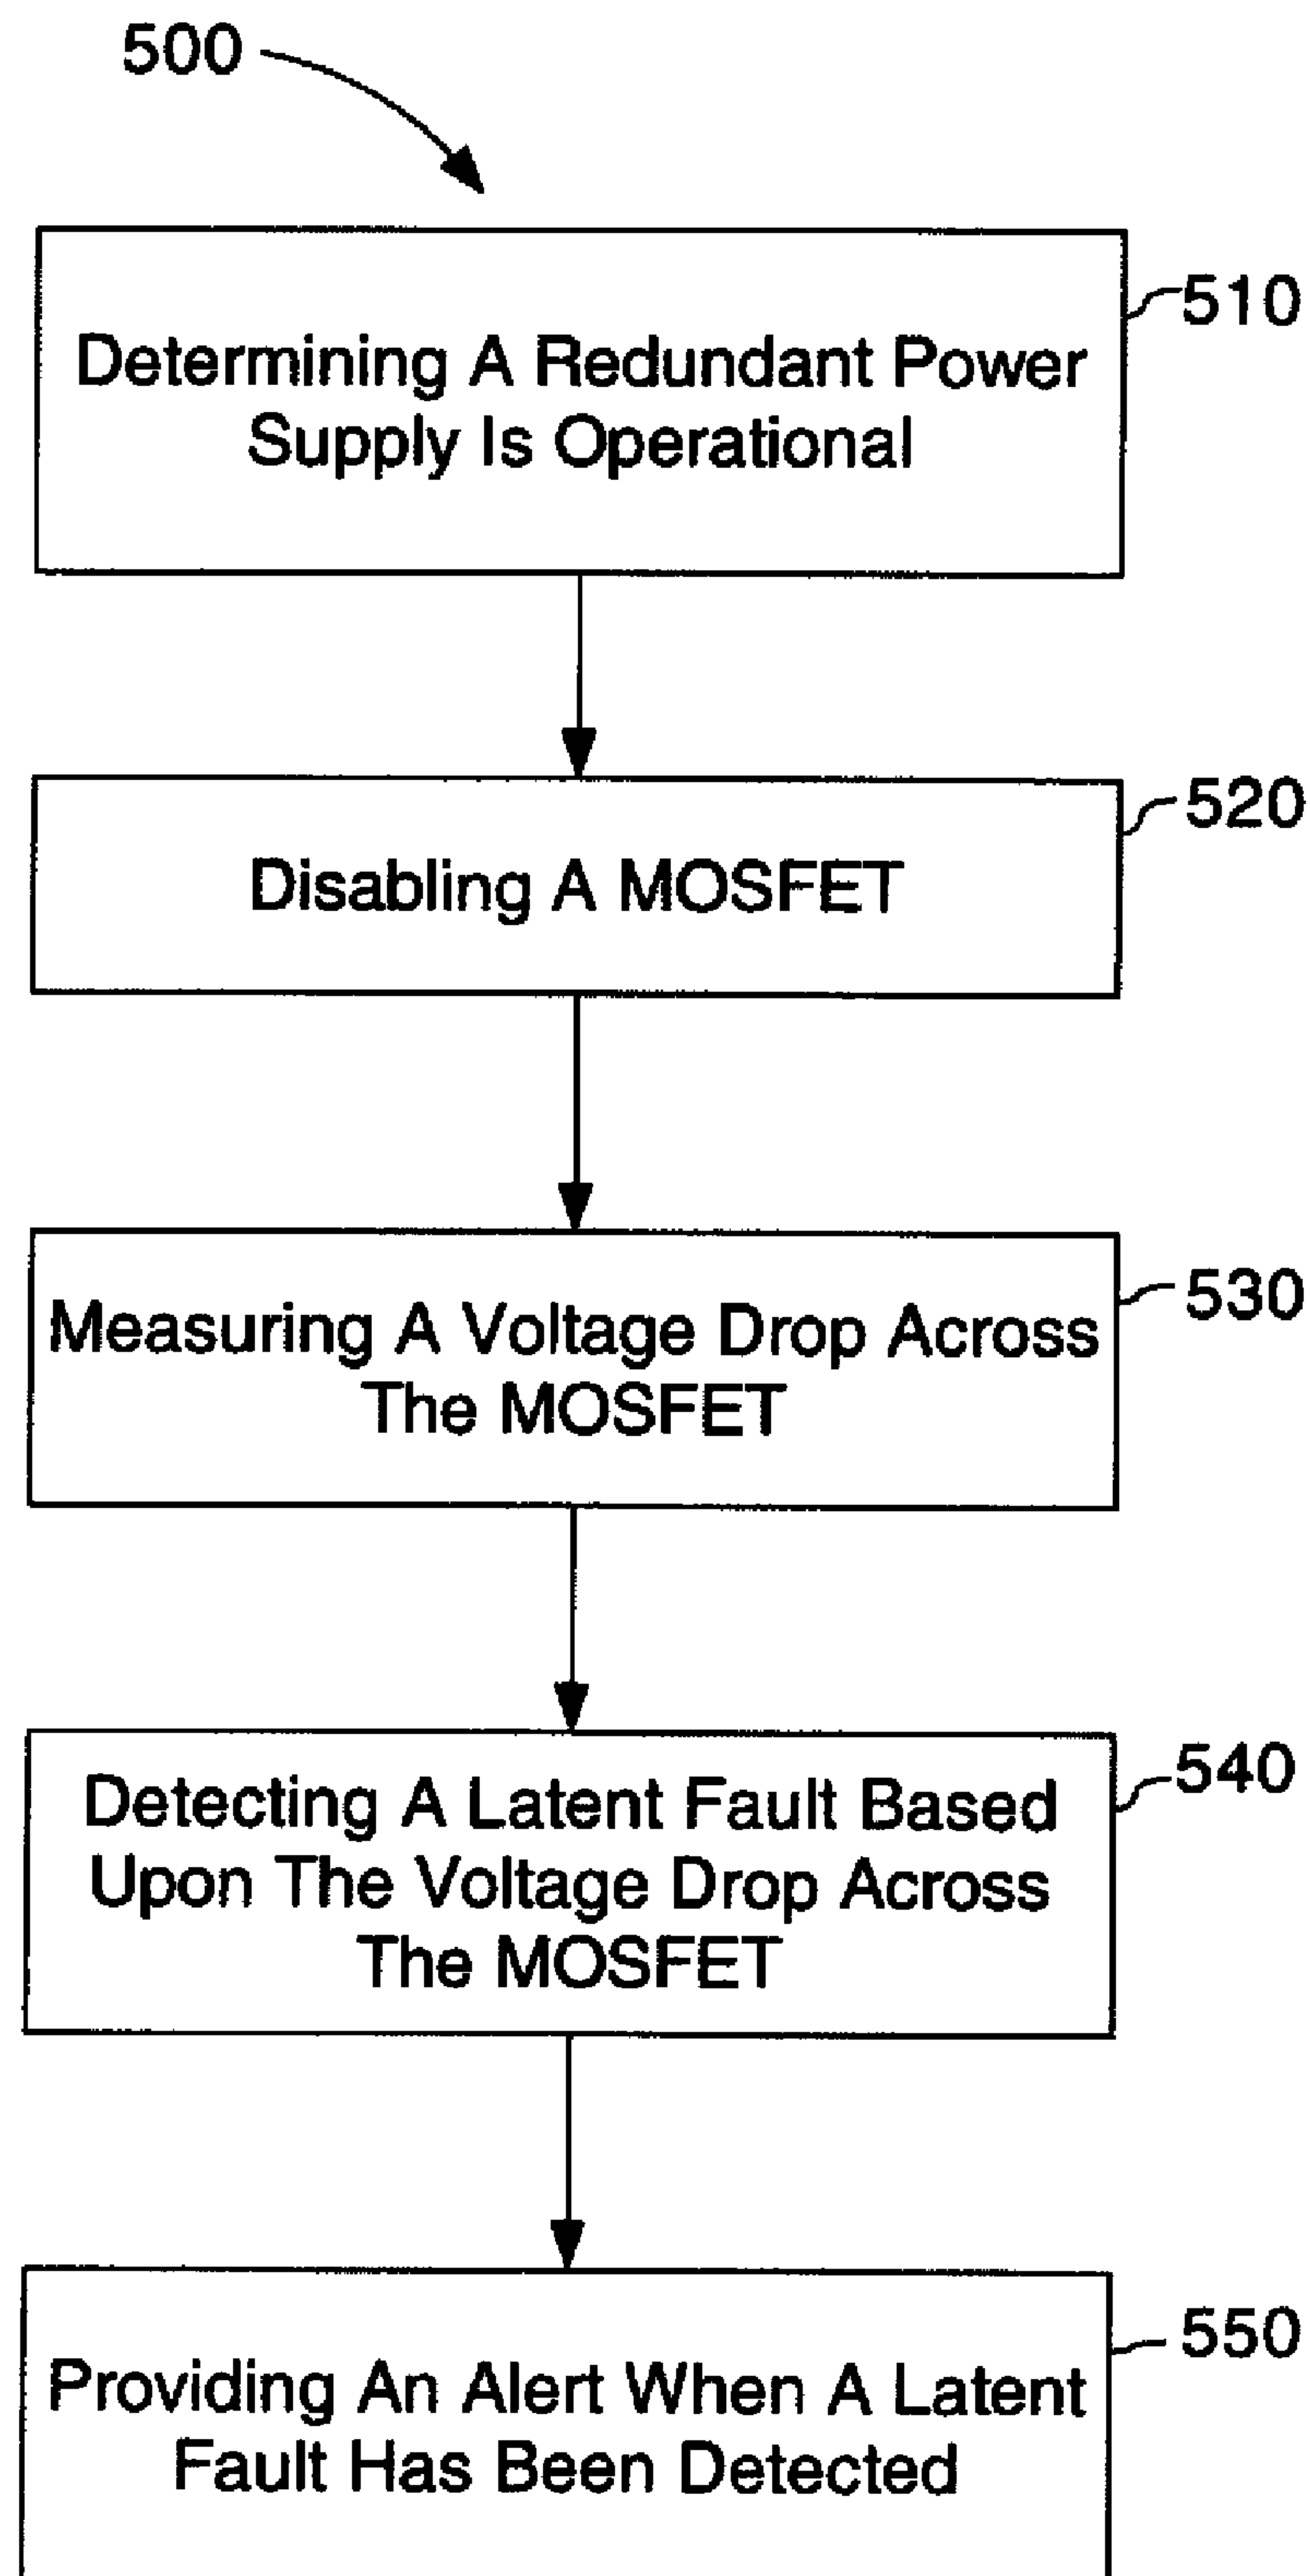 500
510
Determining A Redundant Power
Supply Is Operational
520
Disabling A MOSFET
530
Measuring A Voltage Drop Across
The MOSFET
540
Detecting A Latent Fault Based
Upon The Voltage Drop Across
The MOSFET
550
Providing An Alert When A Latent
Fault Has Been Detected